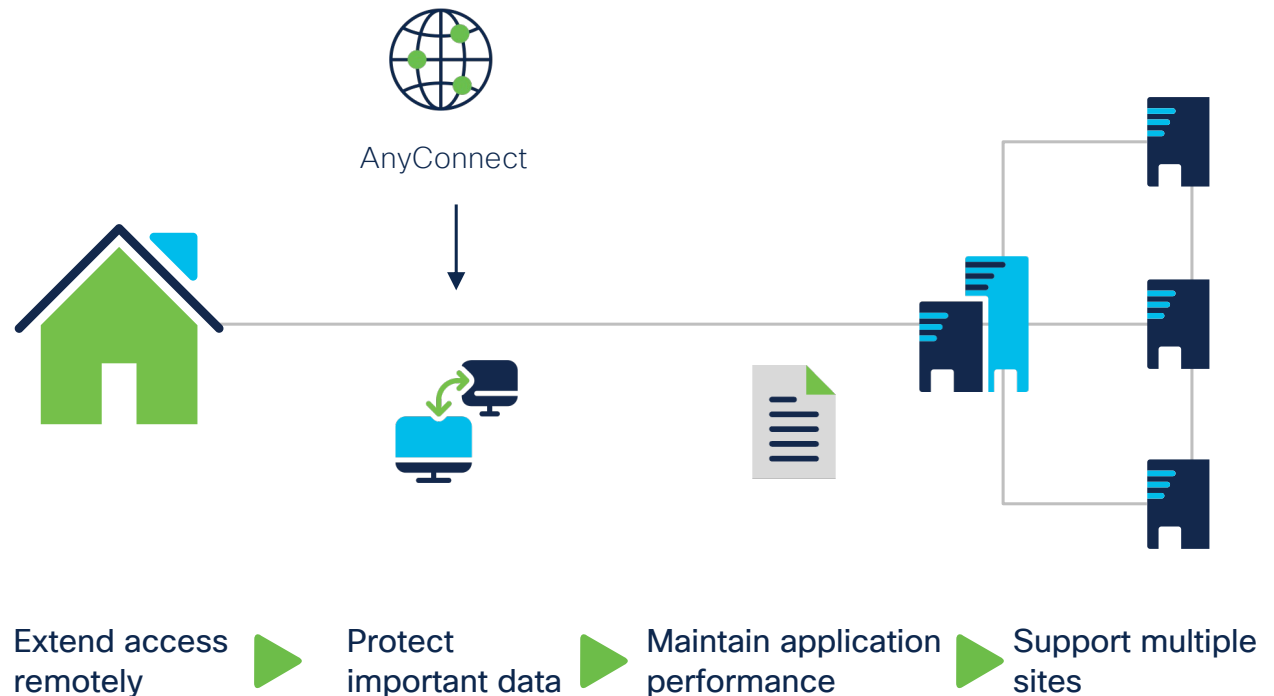 AnyConnect
Extend access
remotely
Protect
important data
Maintain application
performance
Support multiple
sites